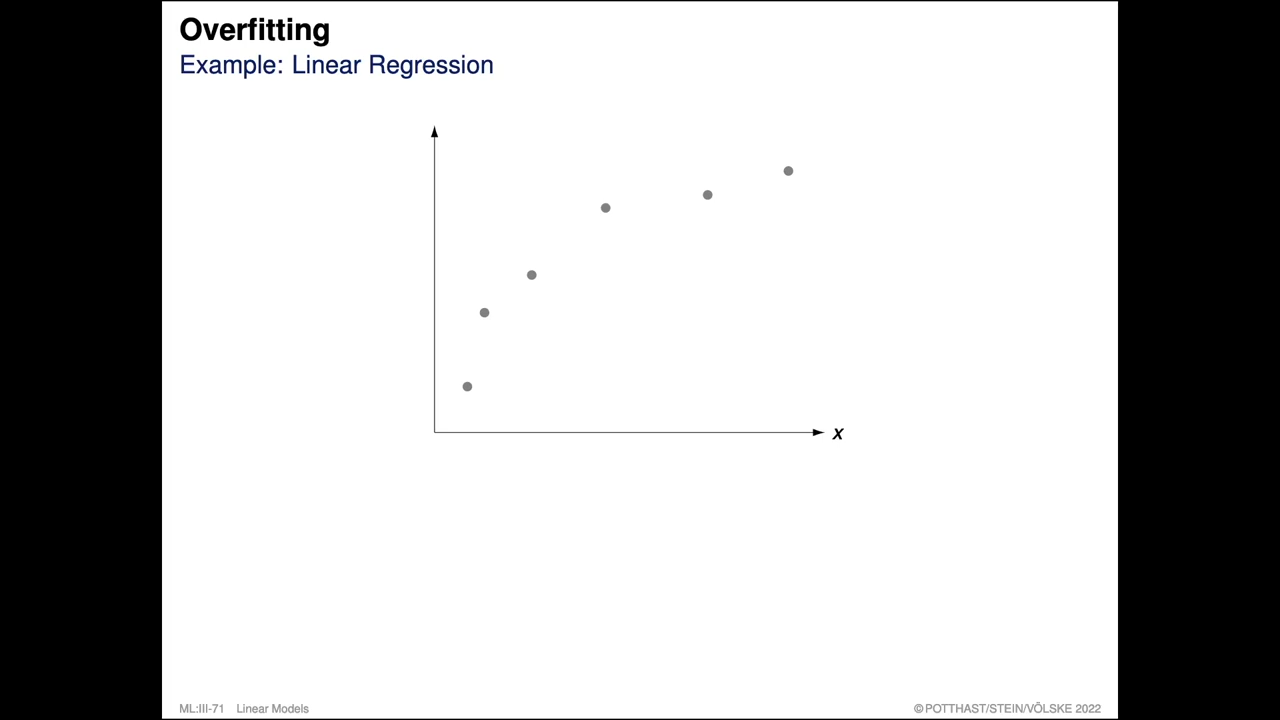 Overfitting
Example: Linear Regression
x
ML:III-71 Linear Models
© POTTHAST/STEIN/VÖLSKE 2022